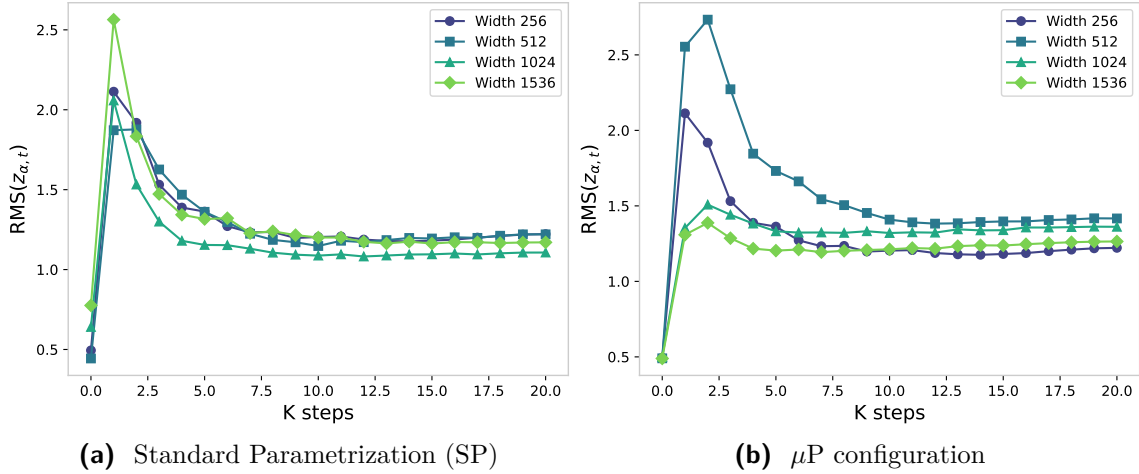 2.5
2.0
1.5
1.0
0.5
RMS(z_{α, t})
0.0 2.5 5.0 7.5 10.0 12.5 15.0 17.5 20.0
K steps
Width 256
Width 512
Width 1024
Width 1536
(a) Standard Parametrization (SP)
2.5
2.0
1.5
1.0
0.5
RMS(z_{α, t})
0.0 2.5 5.0 7.5 10.0 12.5 15.0 17.5 20.0
K steps
Width 256
Width 512
Width 1024
Width 1536
(b) μP configuration